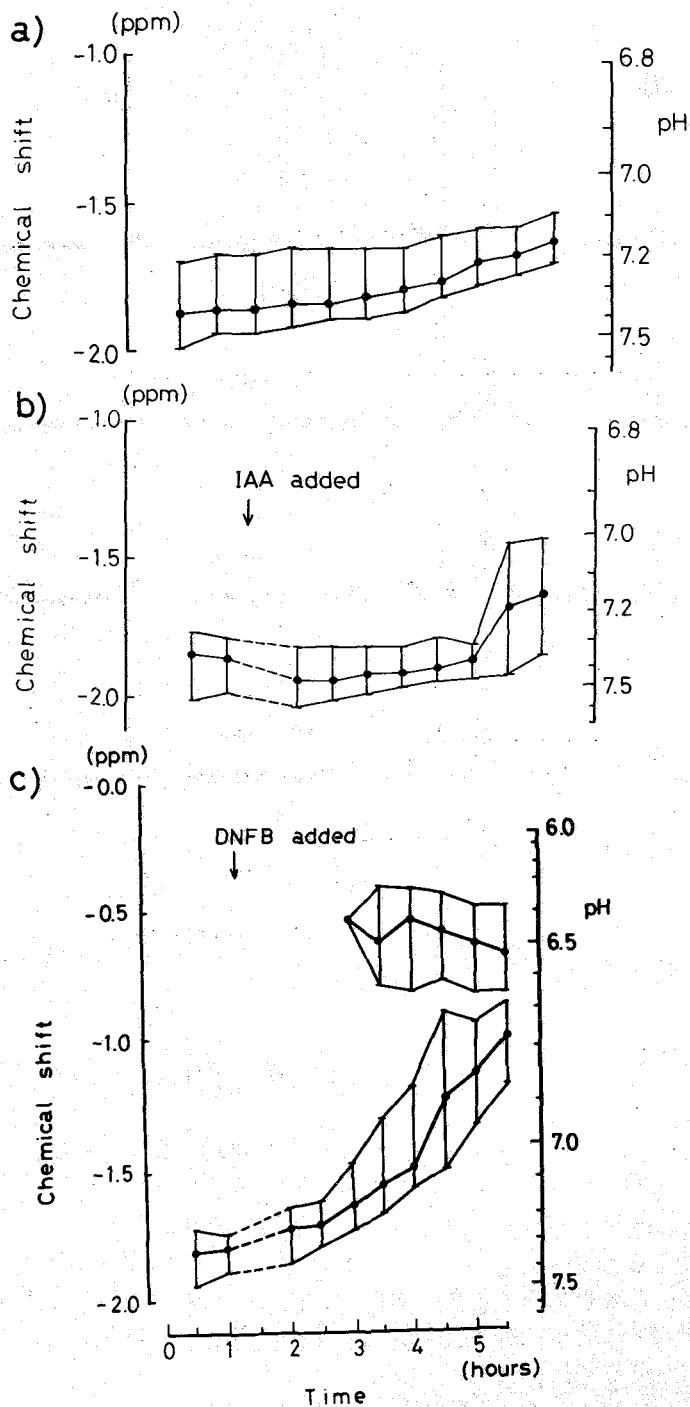 a)
(ppm)
-1.0
-1.5
-2.0
Chemical shift
6.8
7.0
7.2
7.5
pH
b)
(ppm)
-1.0
-1.5
-2.0
Chemical shift
IAA added
6.8
7.0
7.2
7.5
pH
c)
(ppm)
-0.0
-0.5
-1.0
-1.5
-2.0
Chemical shift
DNFB added
6.0
6.5
7.0
7.5
pH
0 1 2 3 4 5
(hours)
Time